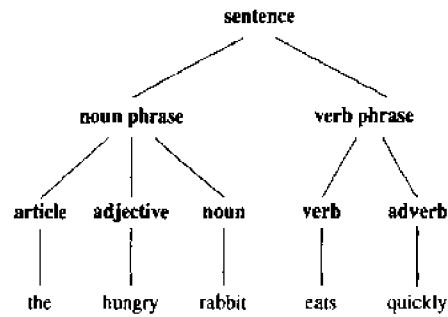 sentence
noun phrase verb phrase
article adjective noun verb adverb
the hungry rabbit eats quickly